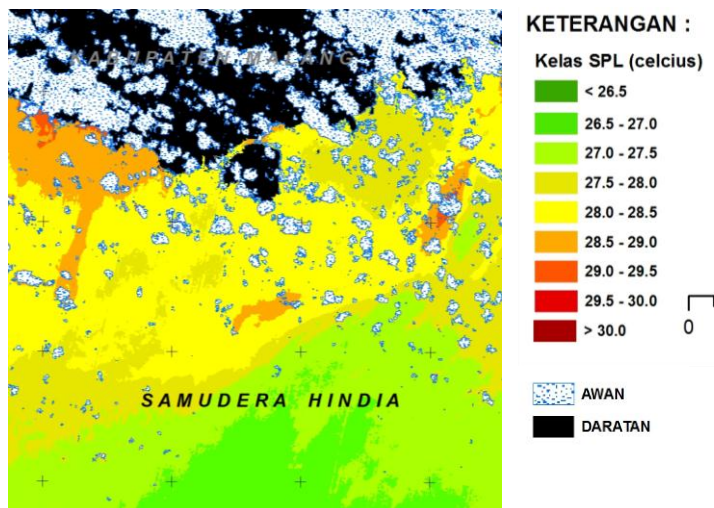 KABUPATEN MALANG
SAMUDERA HINDIA
KETERANGAN :
Kelas SPL (celcius)
< 26.5
26.5 - 27.0
27.0 - 27.5
27.5 - 28.0
28.0 - 28.5
28.5 - 29.0
29.0 - 29.5
29.5 - 30.0
> 30.0
0
AWAN
DARATAN